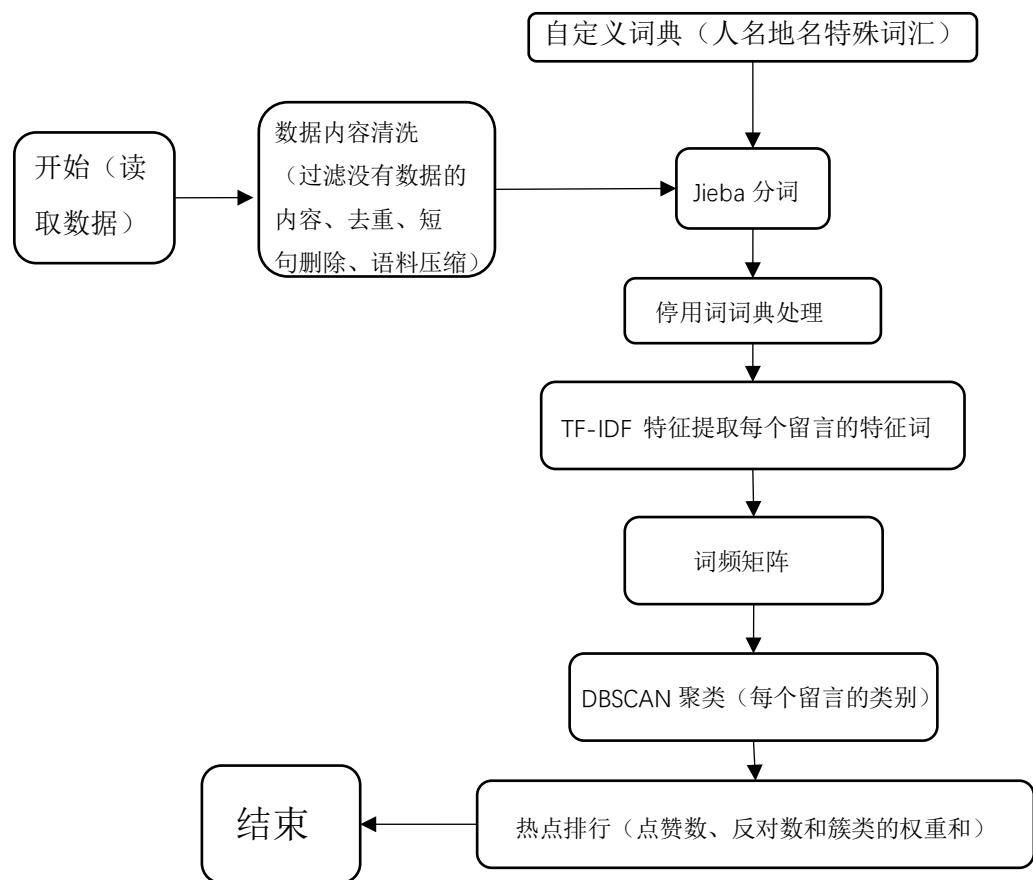 自定义词典（人名地名特殊词汇）
开始（读
取数据）
数据内容清洗
（过滤没有数据的
内容、去重、短
句删除、语料压缩）
Jieba 分词
停用词词典处理
TF-IDF 特征提取每个留言的特征词
词频矩阵
DBSCAN 聚类（每个留言的类别）
热点排行（点赞数、反对数和簇类的权重和）
结束